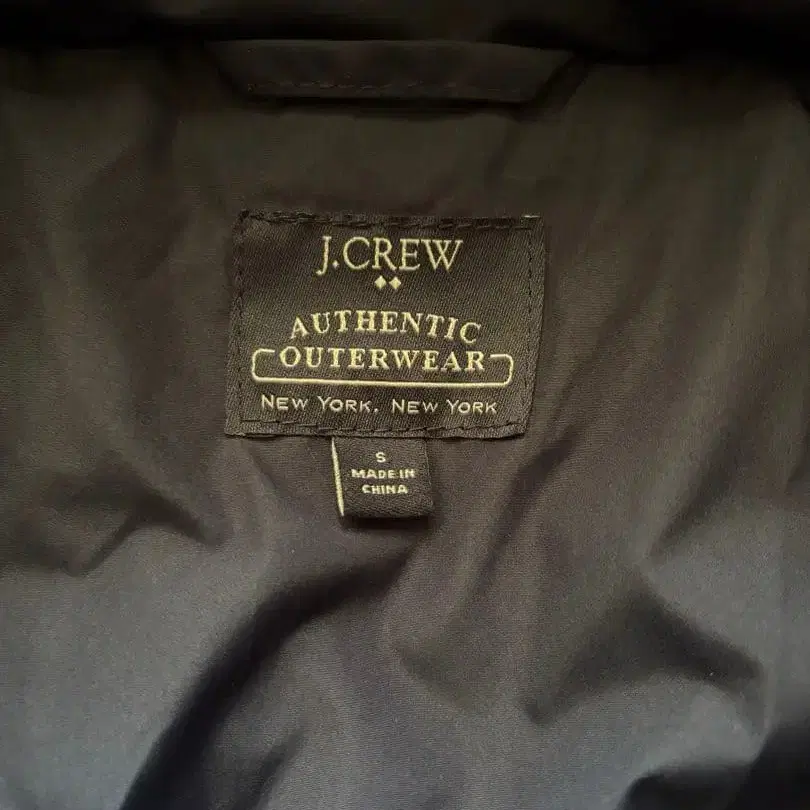 J.CREW
AUTHENTIC
OUTERWEAR
NEW YORK, NEW YORK
S
MADE IN
CHINA